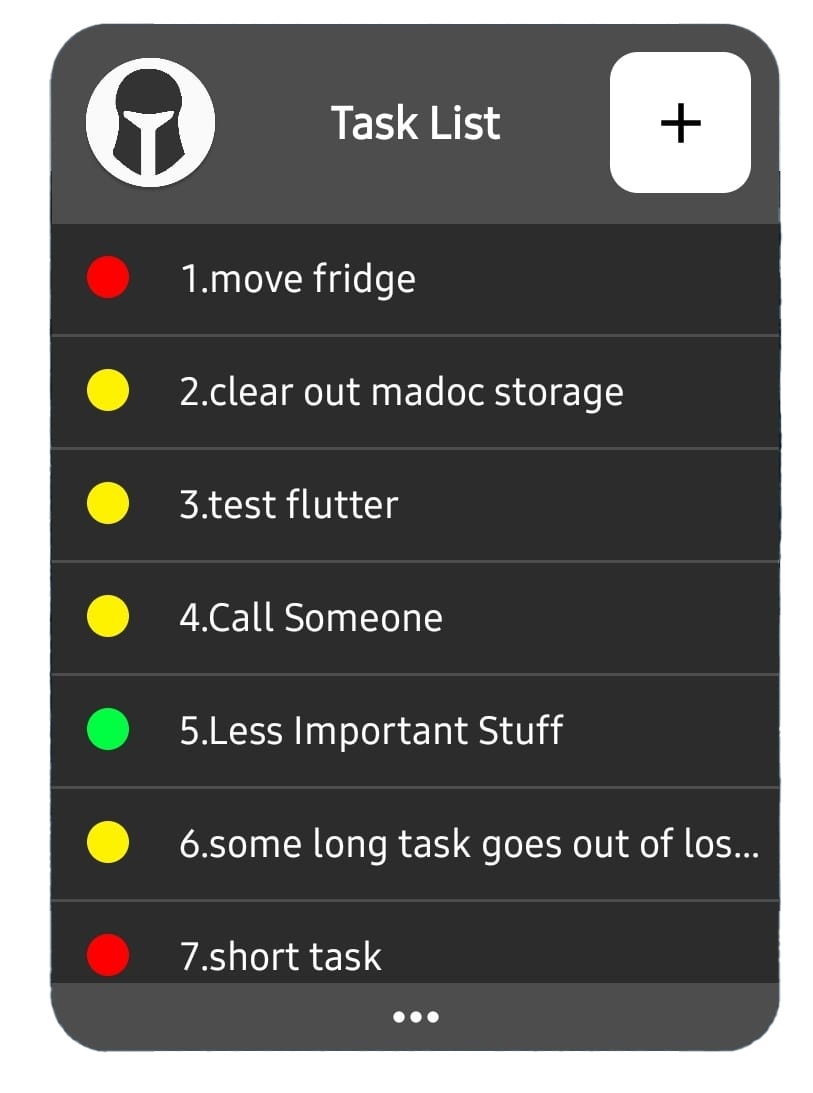 Task List
+
1.move fridge
2.clear out madoc storage
3.test flutter
4.Call Someone
5.Less Important Stuff
6.some long task goes out of los...
7.short task